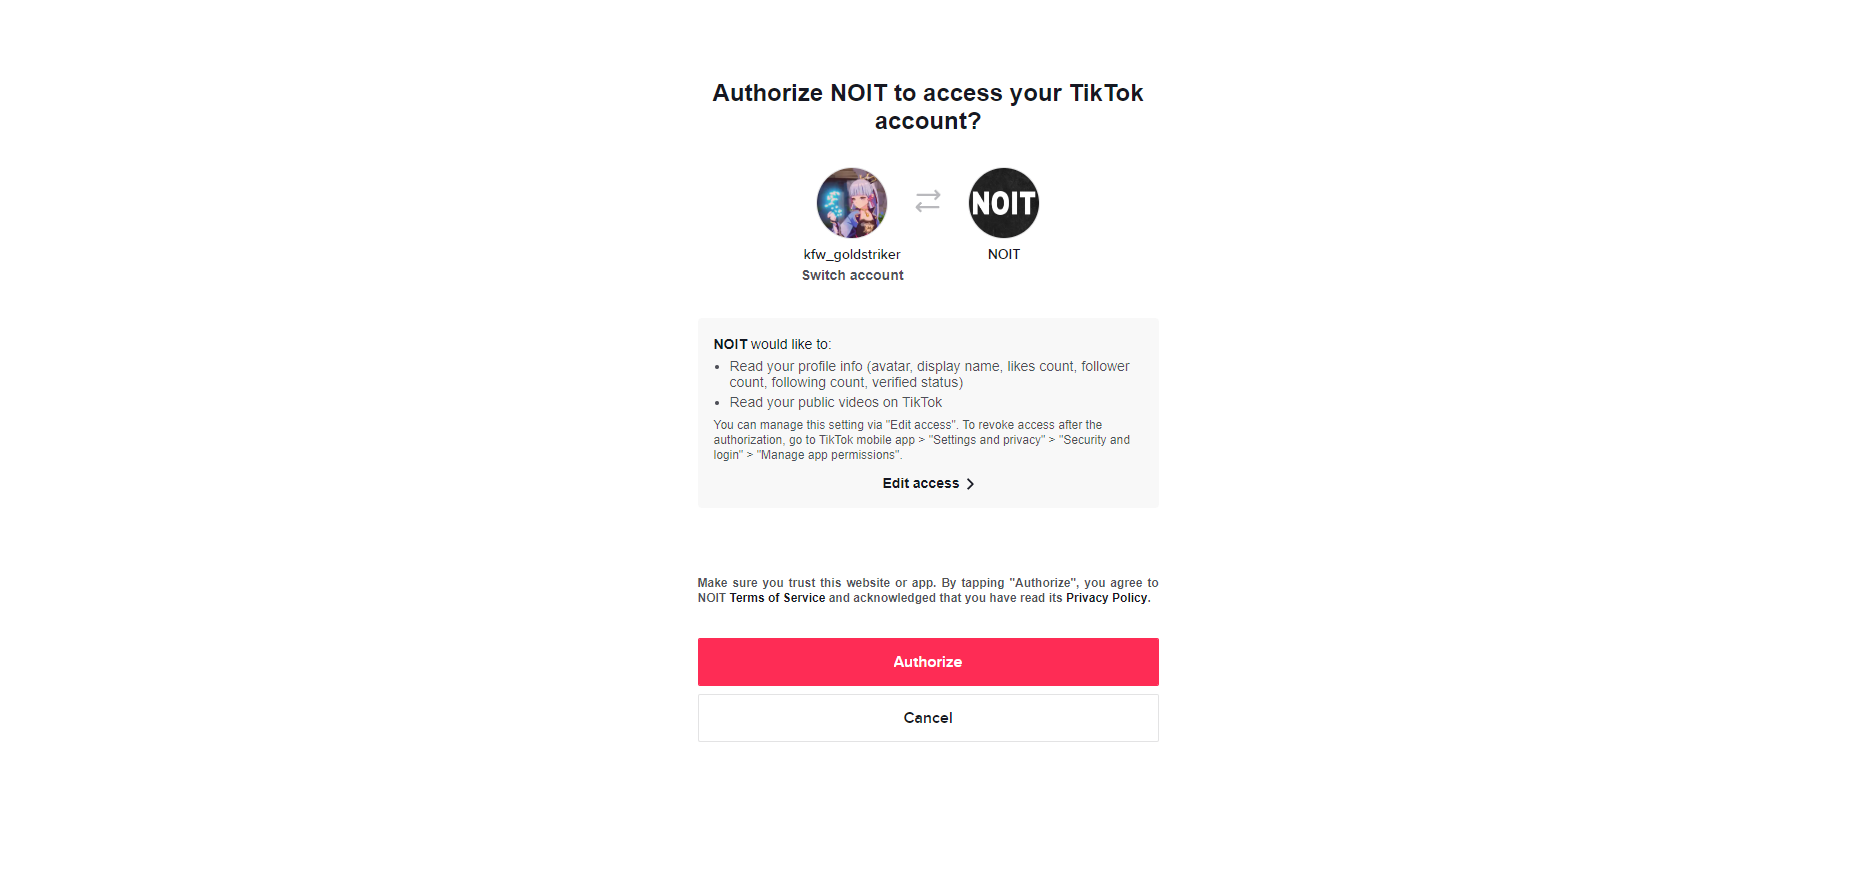 Authorize NOIT to access your TikTok
account?
NOIT
kfw_goldstriker
NOIT
Switch account
NOIT would like to:
• Read your profile info (avatar, display name, likes count, follower
count, following count, verified status)
• Read your public videos on TikTok
You can manage this setting via "Edit access". To revoke access after the
authorization, go to TikTok mobile app > "Settings and privacy" > "Security and
login" > "Manage app permissions".
Edit access >
Make sure you trust this website or app. By tapping "Authorize", you agree to
NOIT Terms of Service and acknowledged that you have read its Privacy Policy.
Authorize
Cancel